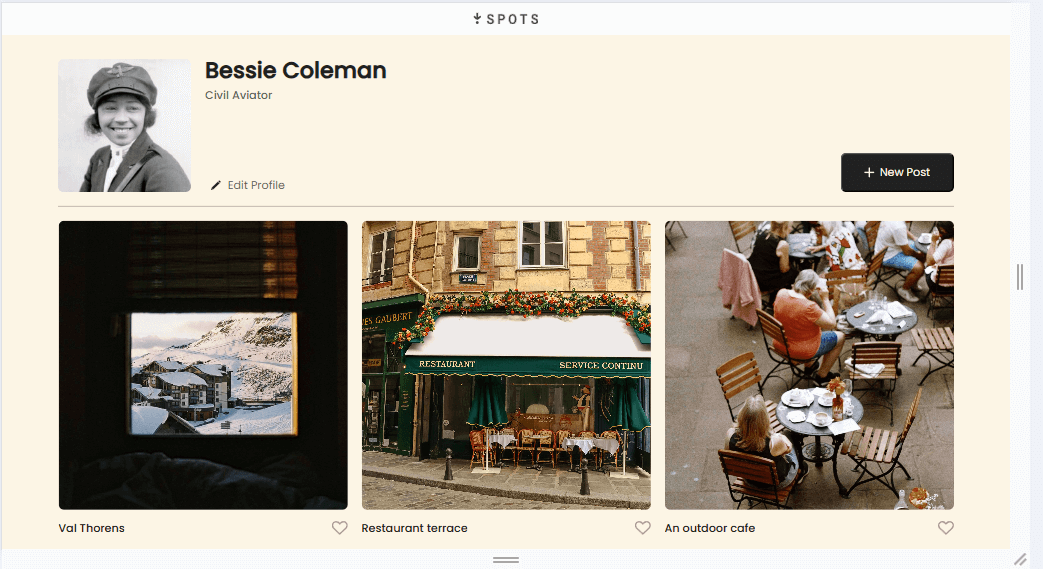 SPOTS
Bessie Coleman
Civil Aviator
Edit Profile
+ New Post
ES GAUBERT
RESTAURANT
SERVICE CONTINU
Val Thorens
Restaurant terrace
An outdoor cafe